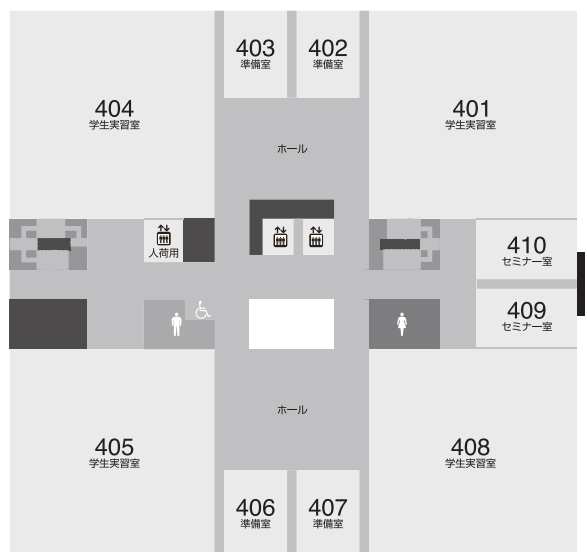 403
準備室
402
準備室
404
学生実習室
401
学生実習室
ホール
人荷用
410
セミナー室
409
セミナー室
ホール
405
学生実習室
408
学生実習室
406
準備室
407
準備室